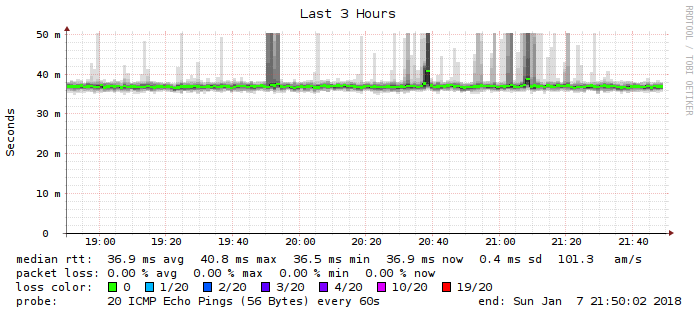 Last 3 Hours
RRDTOOL / TOBI OETIKER
Seconds
50 m
40 m
30 m
20 m
10 m
0
19:00 19:20 19:40 20:00 20:20 20:40 21:00 21:20 21:40
median rtt: 36.9 ms avg 40.8 ms max 36.5 ms min 36.9 ms now 0.4 ms sd 101.3 am/s
packet loss: 0.00 % avg 0.00 % max 0.00 % min 0.00 % now
loss color: 0 1/20 2/20 3/20 4/20 10/20 19/20
probe: 20 ICMP Echo Pings (56 Bytes) every 60s end: Sun Jan 7 21:50:02 2018